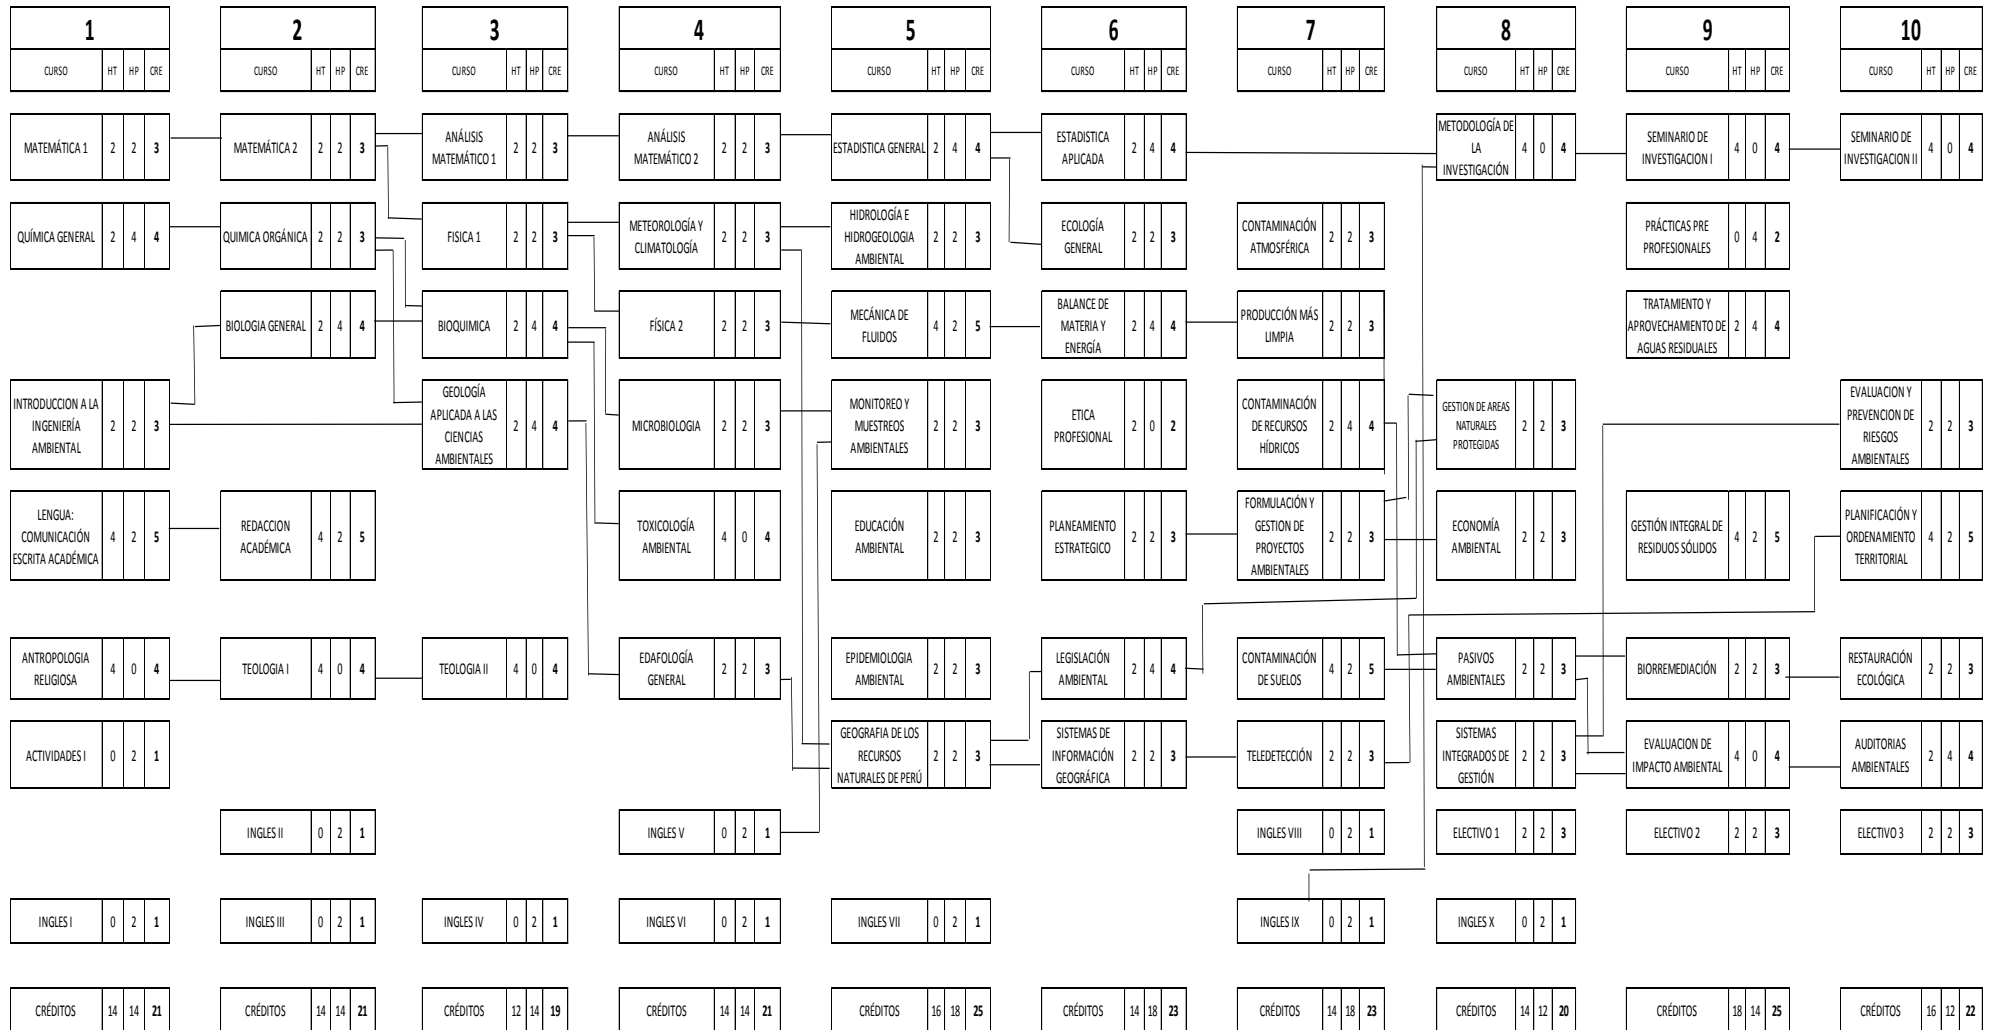 1 2 3 4 5 6 7 8 9 10
CURSO HT HP CRE CURSO HT HP CRE CURSO HT HP CRE CURSO HT HP CRE CURSO HT HP CRE CURSO HT HP CRE CURSO HT HP CRE CURSO HT HP CRE CURSO HT HP CRE CURSO HT HP CRE
MATEMÁTICA 1 2 2 3
MATEMÁTICA 2 2 2 3
ANÁLISIS
MATEMÁTICO 1 2 2 3
ANÁLISIS
MATEMÁTICO 2 2 2 3
ESTADISTICA GENERAL 2 4 4
ESTADISTICA
APLICADA 2 4 4
METODOLOGÍA DE
LA
INVESTIGACIÓN 4 0 4
SEMINARIO DE
INVESTIGACION I 4 0 4
SEMINARIO DE
INVESTIGACION II 4 0 4
QUÍMICA GENERAL 2 4 4
QUIMICA ORGÁNICA 2 2 3
FISICA 1 2 2 3
METEOROLOGÍA Y
CLIMATOLOGÍA 2 2 3
HIDROLOGÍA E
HIDROGEOLOGIA
AMBIENTAL 2 2 3
ECOLOGÍA
GENERAL 2 2 3
CONTAMINACIÓN
ATMOSFÉRICA 2 2 3
PRÁCTICAS PRE
PROFESIONALES 0 4 2
BIOLOGIA GENERAL 2 4 4
BIOQUIMICA 2 4 4
FÍSICA 2 2 2 3
MECÁNICA DE
FLUIDOS 4 2 5
BALANCE DE
MATERIA Y
ENERGÍA 2 4 4
PRODUCCIÓN MÁS
LIMPIA 2 2 3
TRATAMIENTO Y
APROVECHAMIENTO DE
AGUAS RESIDUALES 2 4 4
INTRODUCCION A LA
INGENIERÍA
AMBIENTAL 2 2 3
GEOLOGÍA
APLICADA A LAS
CIENCIAS
AMBIENTALES 2 4 4
MICROBIOLOGIA 2 2 3
MONITOREO Y
MUESTREOS
AMBIENTALES 2 2 3
ETICA
PROFESIONAL 2 0 2
CONTAMINACIÓN
DE RECURSOS
HÍDRICOS 2 4 4
GESTION DE AREAS
NATURALES
PROTEGIDAS 2 2 3
EVALUACION Y
PREVENCION DE
RIESGOS
AMBIENTALES 2 2 3
LENGUA:
COMUNICACIÓN
ESCRITA ACADÉMICA 4 2 5
REDACCION
ACADÉMICA 4 2 5
TOXICOLOGÍA
AMBIENTAL 4 0 4
EDUCACIÓN
AMBIENTAL 2 2 3
PLANEAMIENTO
ESTRATEGICO 2 2 3
FORMULACIÓN Y
GESTION DE
PROYECTOS
AMBIENTALES 2 2 3
ECONOMÍA
AMBIENTAL 2 2 3
GESTIÓN INTEGRAL DE
RESIDUOS SÓLIDOS 4 2 5
PLANIFICACIÓN Y
ORDENAMIENTO
TERRITORIAL 4 2 5
ANTROPOLOGIA
RELIGIOSA 4 0 4
TEOLOGIA I 4 0 4
TEOLOGIA II 4 0 4
EDAFOLOGÍA
GENERAL 2 2 3
EPIDEMIOLOGIA
AMBIENTAL 2 2 3
LEGISLACIÓN
AMBIENTAL 2 4 4
CONTAMINACIÓN
DE SUELOS 4 2 5
PASIVOS
AMBIENTALES 2 2 3
BIORREMEDIACIÓN 2 2 3
RESTAURACIÓN
ECOLÓGICA 2 2 3
ACTIVIDADES I 0 2 1
GEOGRAFIA DE LOS
RECURSOS
NATURALES DE PERÚ 2 2 3
SISTEMAS DE
INFORMACIÓN
GEOGRÁFICA 2 2 3
TELEDETECCIÓN 2 2 3
SISTEMAS
INTEGRADOS DE
GESTIÓN 2 2 3
EVALUACION DE
IMPACTO AMBIENTAL 4 0 4
AUDITORIAS
AMBIENTALES 2 4 4
INGLES II 0 2 1
INGLES V 0 2 1
INGLES VIII 0 2 1
ELECTIVO 1 2 2 3
ELECTIVO 2 2 2 3
ELECTIVO 3 2 2 3
INGLES I 0 2 1
INGLES III 0 2 1
INGLES IV 0 2 1
INGLES VI 0 2 1
INGLES VII 0 2 1
INGLES IX 0 2 1
INGLES X 0 2 1
CRÉDITOS 14 14 21
CRÉDITOS 14 14 21
CRÉDITOS 12 14 19
CRÉDITOS 14 14 21
CRÉDITOS 16 18 25
CRÉDITOS 14 18 23
CRÉDITOS 14 18 23
CRÉDITOS 14 12 20
CRÉDITOS 18 14 25
CRÉDITOS 16 12 22